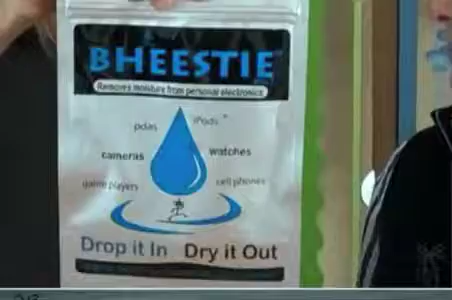 BHEESTIE
Removes moisture from personal electronics
pdas iPods
cameras watches
game players cell phones
Drop it In Dry it Out